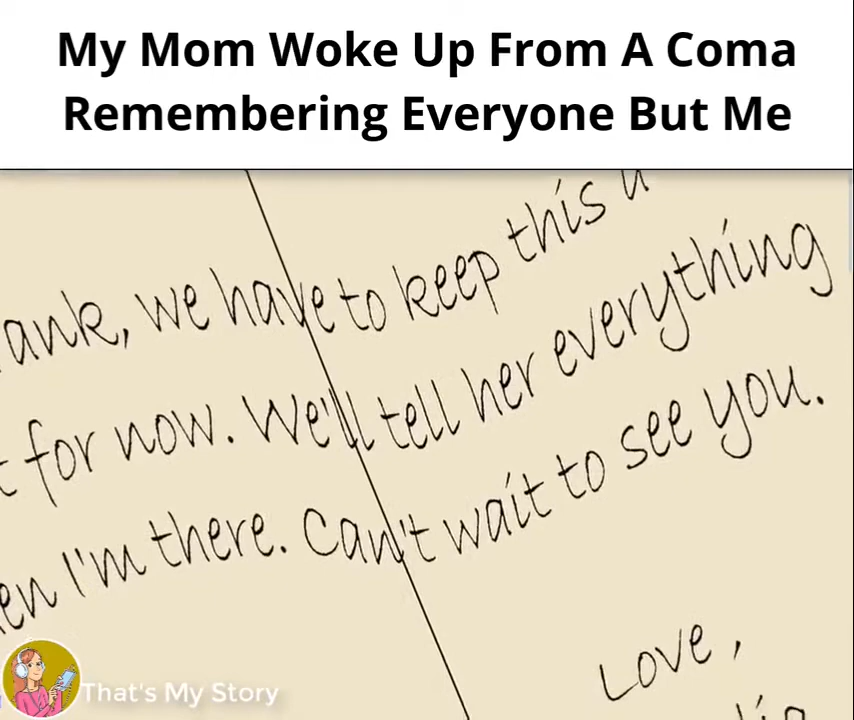 My Mom Woke Up From A Coma
Remembering Everyone But Me
ank, we have to keep this
for now. We'll tell her everything
en I'm there. Can't wait to see you.
Love,
That's My Story